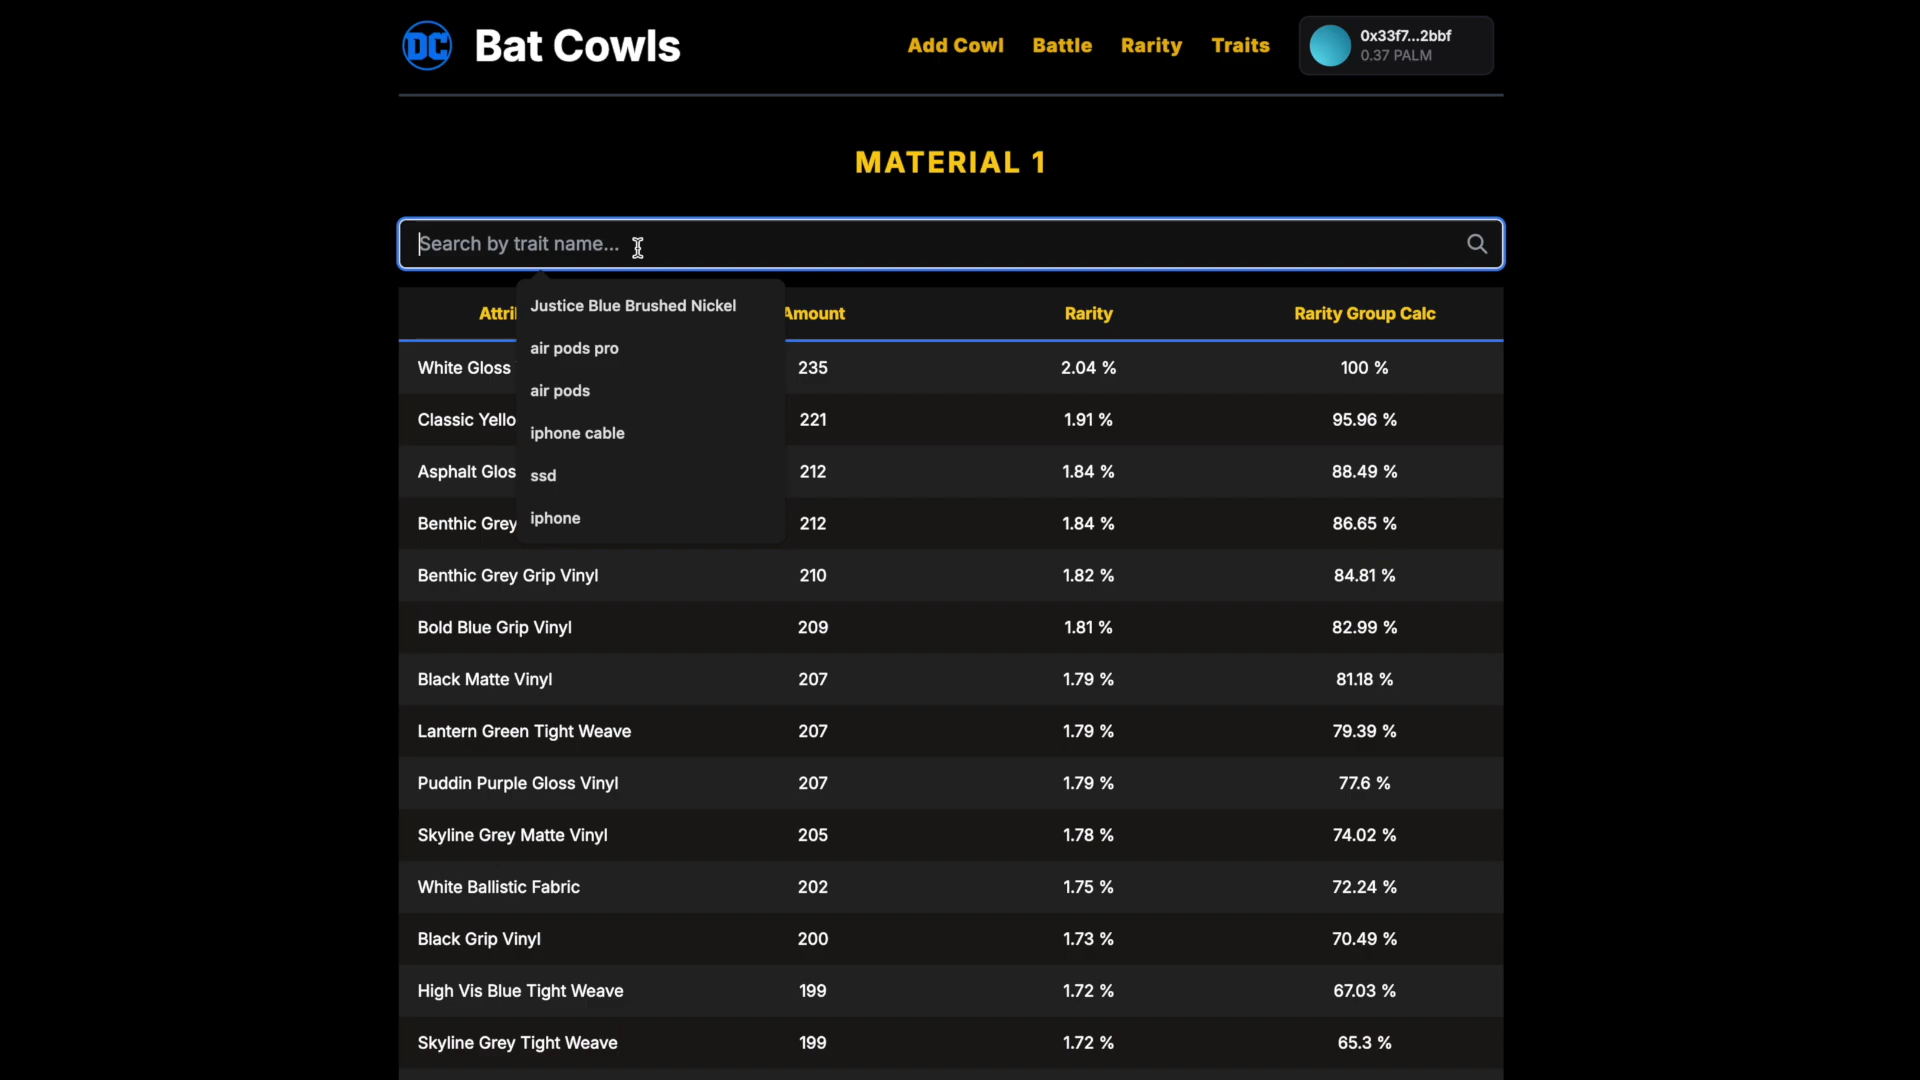 DC Bat Cowls Add Cowl Battle Rarity Traits 0x33f7...2bbf
0.37 PALM
MATERIAL 1
Search by trait name...
Attri Amount Rarity Rarity Group Calc
Justice Blue Brushed Nickel
air pods pro
air pods
iphone cable
ssd
iphone
White Gloss 235 2.04 % 100 %
Classic Yello 221 1.91 % 95.96 %
Asphalt Glos 212 1.84 % 88.49 %
Benthic Grey 212 1.84 % 86.65 %
Benthic Grey Grip Vinyl 210 1.82 % 84.81 %
Bold Blue Grip Vinyl 209 1.81 % 82.99 %
Black Matte Vinyl 207 1.79 % 81.18 %
Lantern Green Tight Weave 207 1.79 % 79.39 %
Puddin Purple Gloss Vinyl 207 1.79 % 77.6 %
Skyline Grey Matte Vinyl 205 1.78 % 74.02 %
White Ballistic Fabric 202 1.75 % 72.24 %
Black Grip Vinyl 200 1.73 % 70.49 %
High Vis Blue Tight Weave 199 1.72 % 67.03 %
Skyline Grey Tight Weave 199 1.72 % 65.3 %